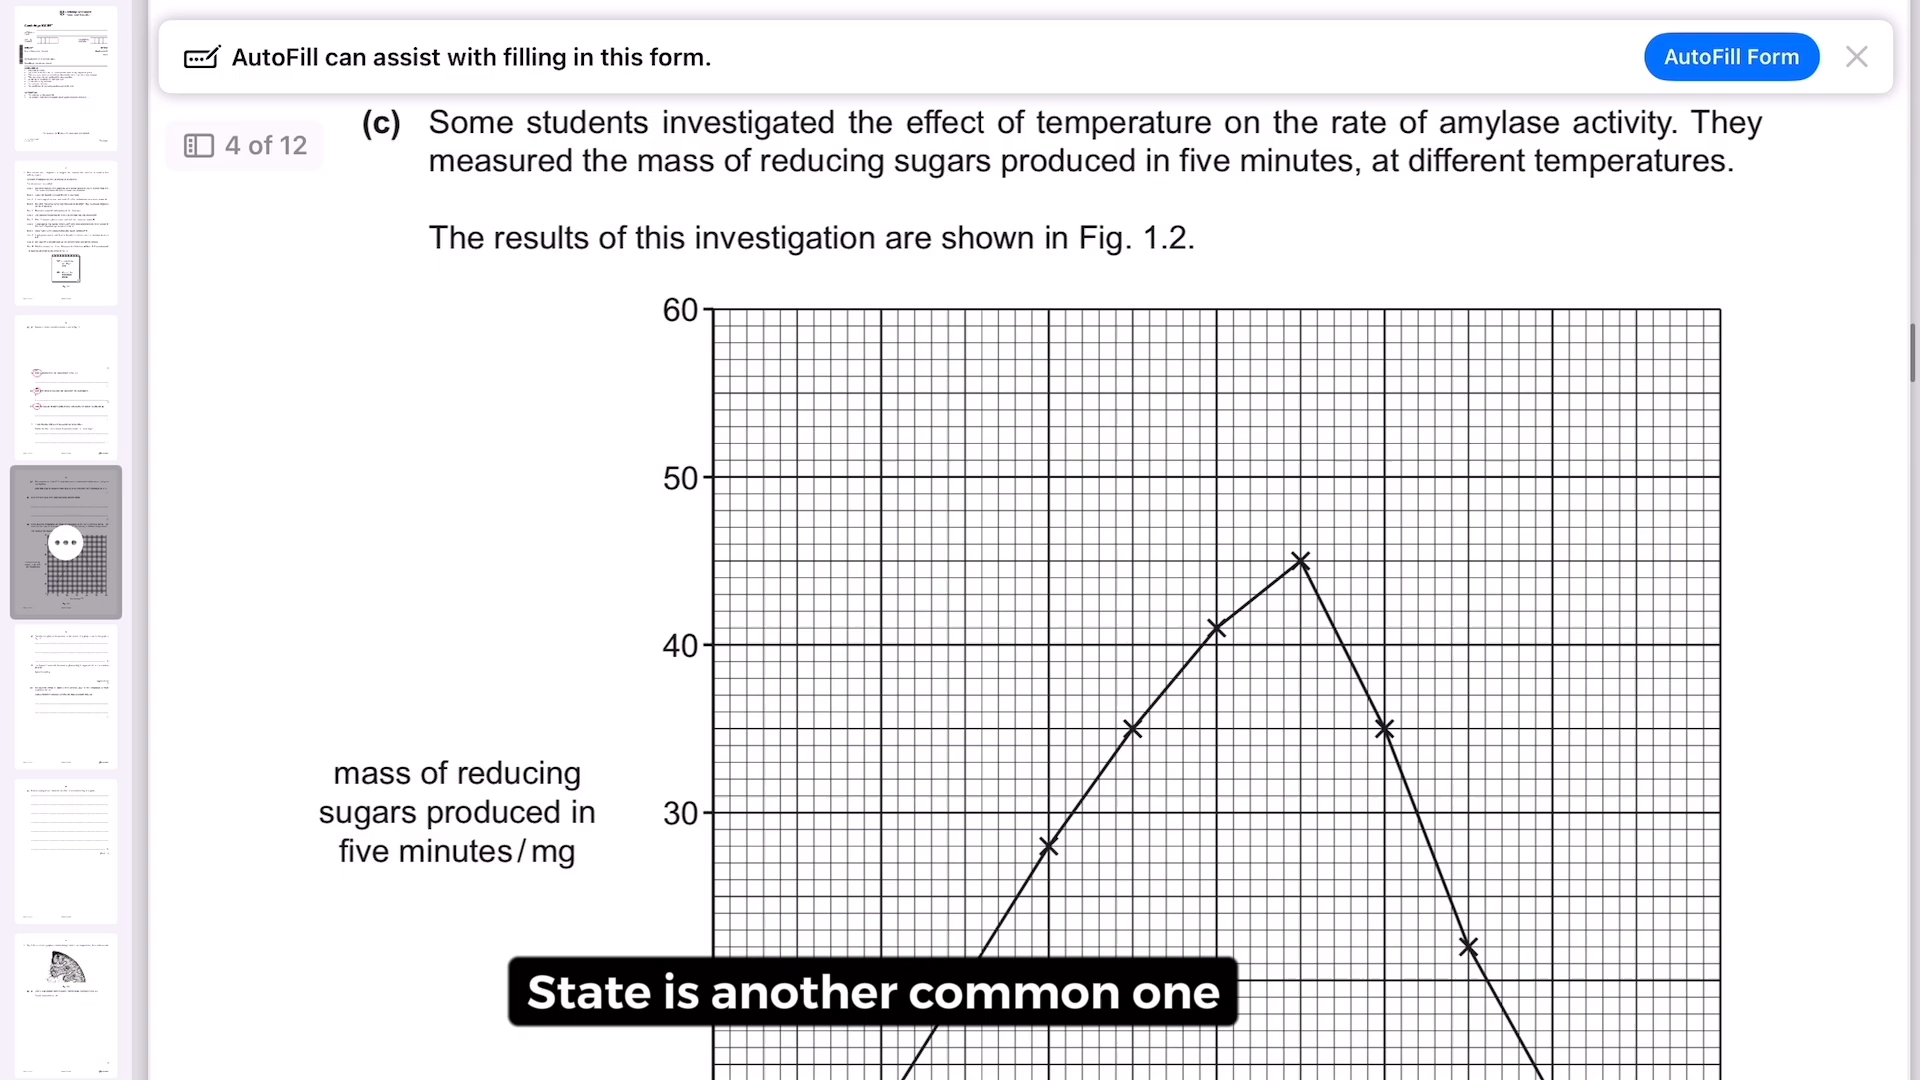 AutoFill can assist with filling in this form.
AutoFill Form
4 of 12
(c) Some students investigated the effect of temperature on the rate of amylase activity. They
measured the mass of reducing sugars produced in five minutes, at different temperatures.
The results of this investigation are shown in Fig. 1.2.
60
50
40
30
mass of reducing
sugars produced in
five minutes / mg
State is another common one